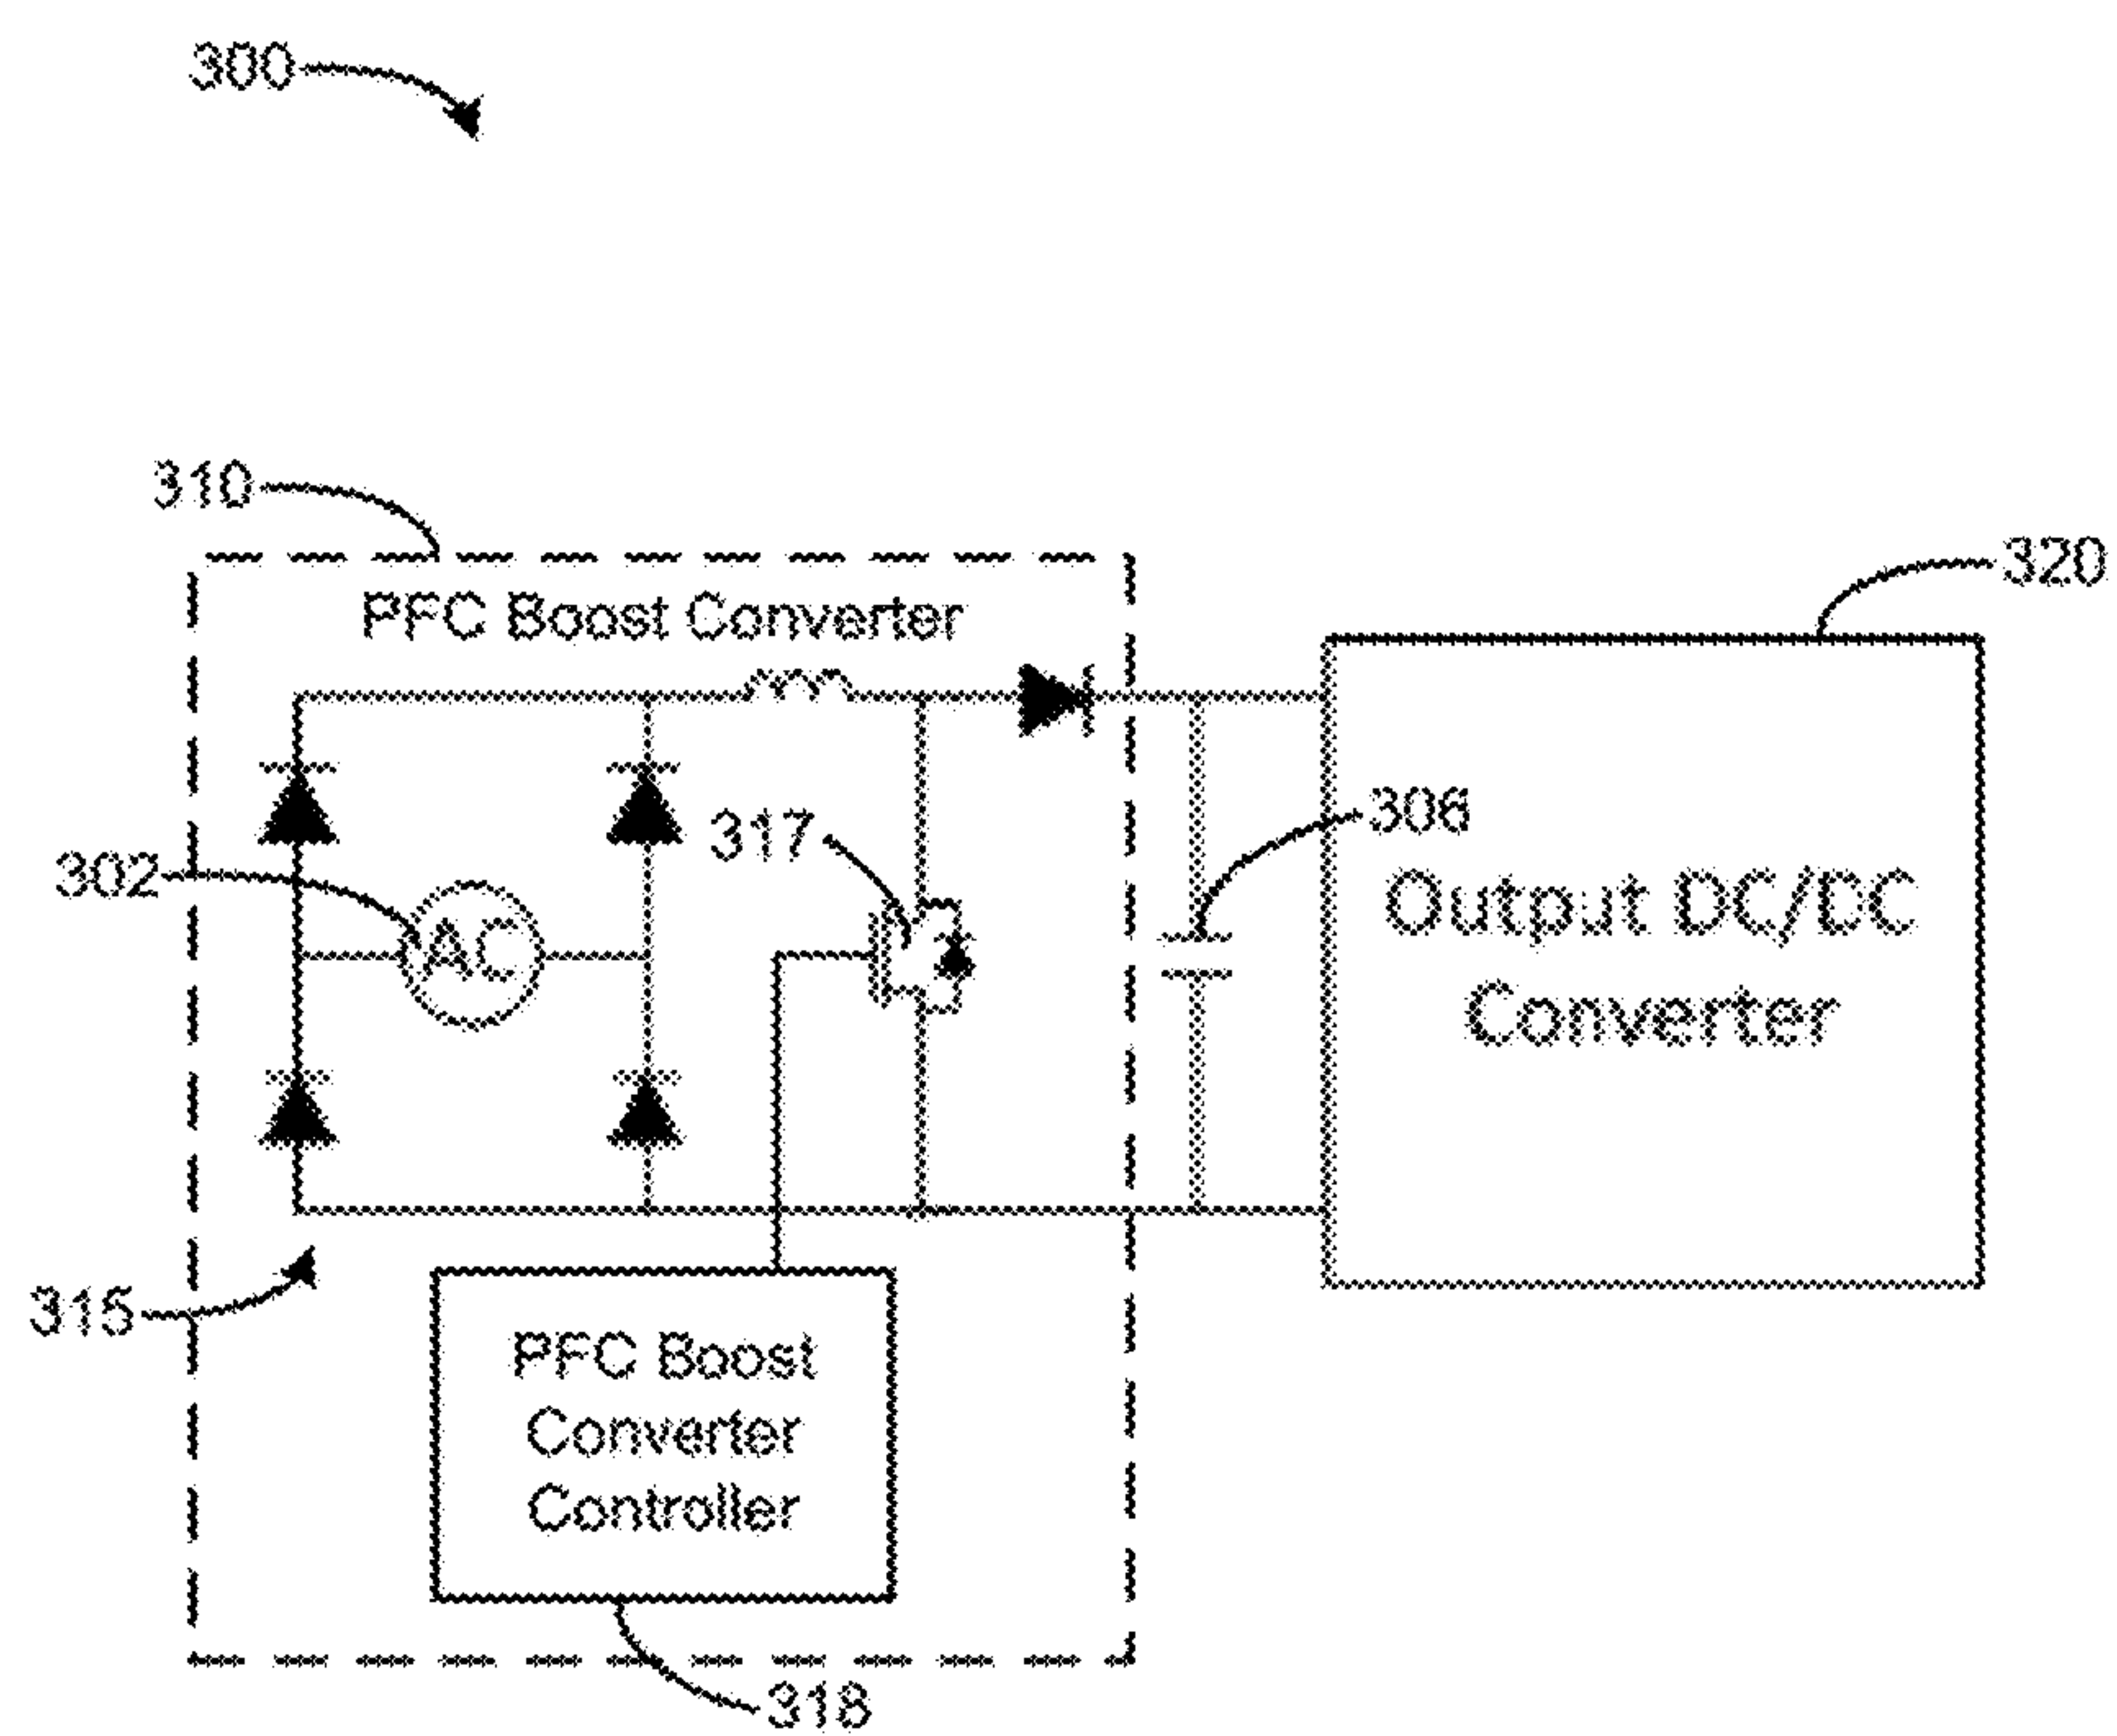 300
310
320
PFC Boost Converter
317
306
302
AC
Output DC/DC
Converter
315
PFC Boost
Converter
Controller
318